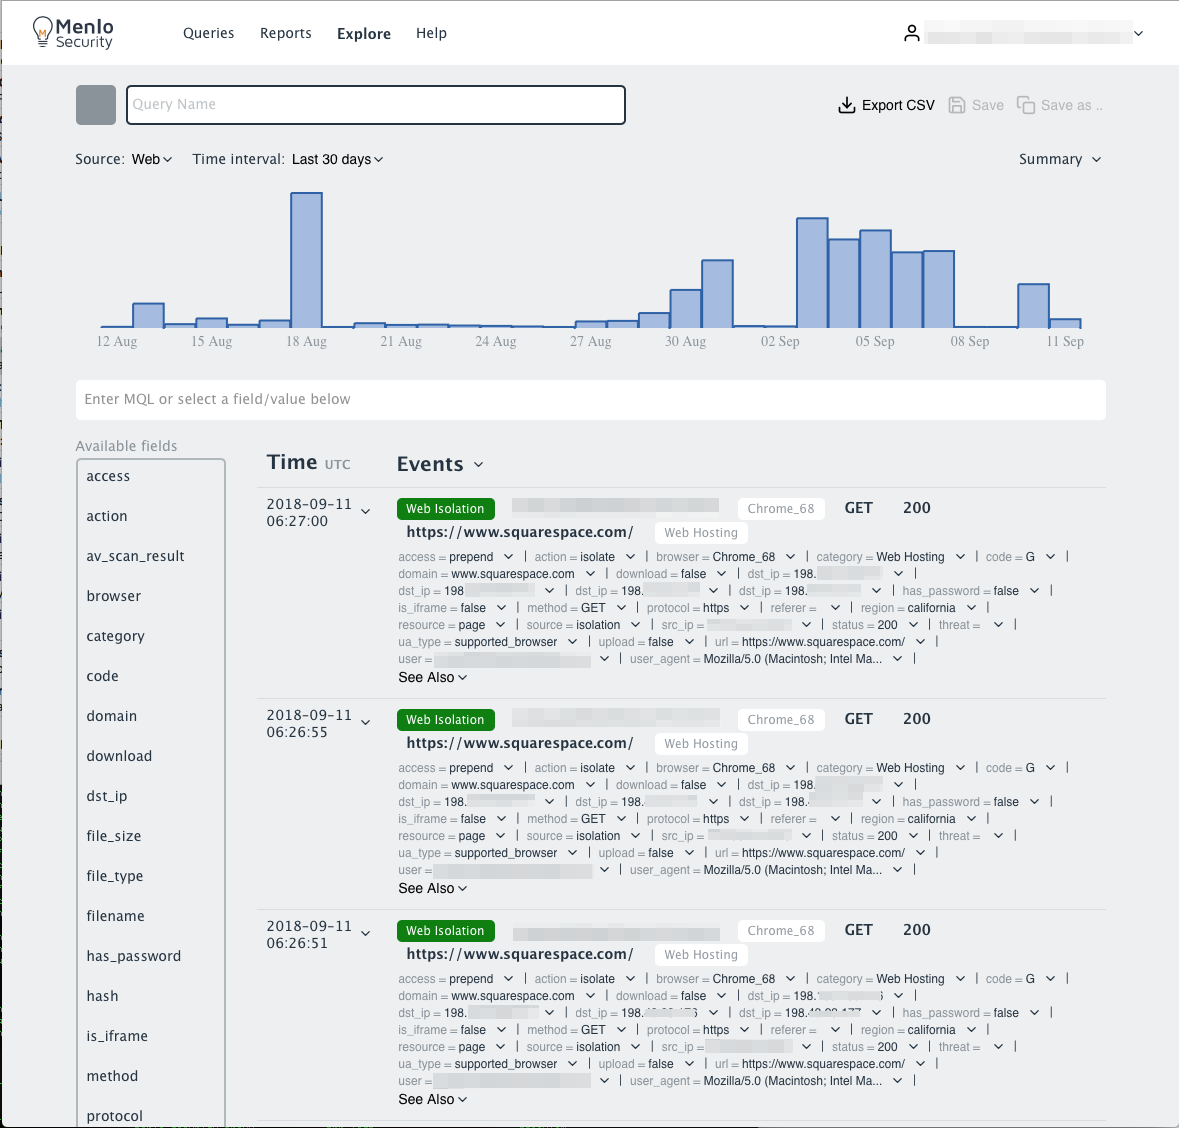 Menlo Security
Queries Reports Explore Help
Query Name
Export CSV Save Save as ..
Source: Web Time interval: Last 30 days Summary
12 Aug 15 Aug 18 Aug 21 Aug 24 Aug 27 Aug 30 Aug 02 Sep 05 Sep 08 Sep 11 Sep
Enter MQL or select a field/value below
Available fields
access
action
av_scan_result
browser
category
code
domain
download
dst_ip
file_size
file_type
filename
has_password
hash
is_iframe
method
protocol
Time UTC Events
2018-09-11 06:27:00
Web Isolation Chrome_68 GET 200
https://www.squarespace.com/ Web Hosting
access = prepend | action = isolate | browser = Chrome_68 | category = Web Hosting | code = G |
domain = www.squarespace.com | download = false | dst_ip = 198. |
dst_ip = 198 | dst_ip = 198. | dst_ip = 198. | has_password = false |
is_iframe = false | method = GET | protocol = https | referer = | region = california |
resource = page | source = isolation | src_ip = | status = 200 | threat = |
ua_type = supported_browser | upload = false | url = https://www.squarespace.com/ |
user = | user_agent = Mozilla/5.0 (Macintosh; Intel Ma... |
See Also
2018-09-11 06:26:55
Web Isolation Chrome_68 GET 200
https://www.squarespace.com/ Web Hosting
access = prepend | action = isolate | browser = Chrome_68 | category = Web Hosting | code = G |
domain = www.squarespace.com | download = false | dst_ip = 198. |
dst_ip = 198. | dst_ip = 198. | dst_ip = 198. | has_password = false |
is_iframe = false | method = GET | protocol = https | referer = | region = california |
resource = page | source = isolation | src_ip = | status = 200 | threat = |
ua_type = supported_browser | upload = false | url = https://www.squarespace.com/ |
user = | user_agent = Mozilla/5.0 (Macintosh; Intel Ma... |
See Also
2018-09-11 06:26:51
Web Isolation Chrome_68 GET 200
https://www.squarespace.com/ Web Hosting
access = prepend | action = isolate | browser = Chrome_68 | category = Web Hosting | code = G |
domain = www.squarespace.com | download = false | dst_ip = 198. |
dst_ip = 198. | dst_ip = 198. | dst_ip = 198. | has_password = false |
is_iframe = false | method = GET | protocol = https | referer = | region = california |
resource = page | source = isolation | src_ip = | status = 200 | threat = |
ua_type = supported_browser | upload = false | url = https://www.squarespace.com/ |
user = | user_agent = Mozilla/5.0 (Macintosh; Intel Ma... |
See Also